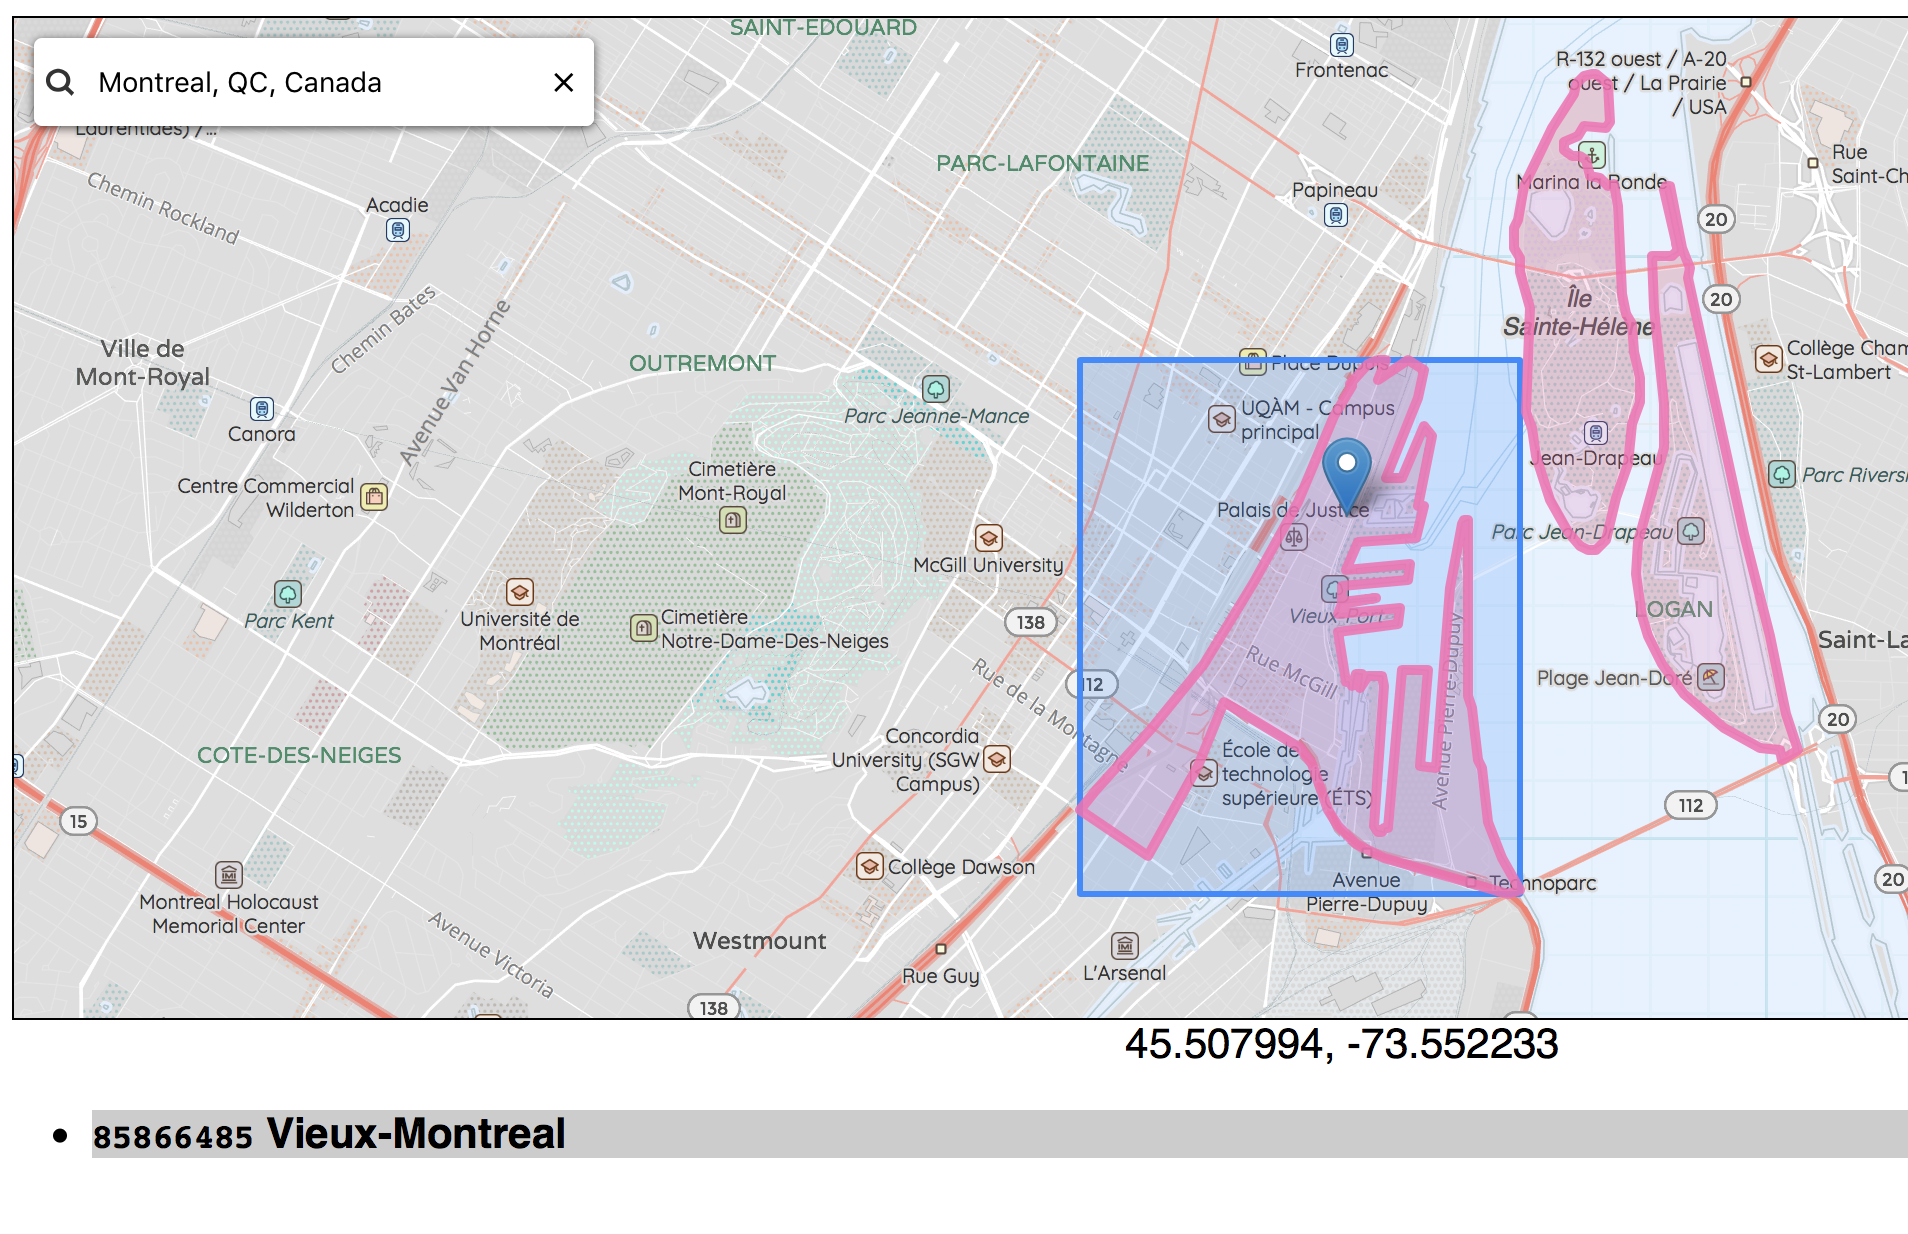 SAINT-EDOUARD
Montreal, QC, Canada
Laurentides) /...
Frontenac
R-132 ouest / A-20
ouest / La Prairie
/ USA
Chemin Rockland
Acadie
PARC-LAFONTAINE
Papineau
Marina la Ronde
Rue
Saint-Ch
20
20
Chemin Bates
Avenue Van Horne
Île
Sainte-Hélène
Ville de
Mont-Royal
OUTREMONT
Parc Jeanne-Mance
Place Dupuis
UQÀM - Campus
principal
Collège Cham
St-Lambert
Canora
Centre Commercial
Wilderton
Cimetière
Mont-Royal
Jean-Drapeau
Parc Riversi
Palais de Justice
Parc Jean-Drapeau
McGill University
Parc Kent
Université de
Montréal
Cimetière
Notre-Dame-Des-Neiges
138
Vieux-Port
LOGAN
Saint-La
Rue McGill
Rue de la Montagne
112
Plage Jean-Doré
Avenue Pierre-Dupuy
20
COTE-DES-NEIGES
Concordia
University (SGW
Campus)
École de
technologie
supérieure (ÉTS)
112
1
15
Collège Dawson
Avenue
Pierre-Dupuy
Technoparc
20
Montreal Holocaust
Memorial Center
Avenue Victoria
Westmount
Rue Guy
L'Arsenal
138
45.507994, -73.552233
85866485 Vieux-Montreal